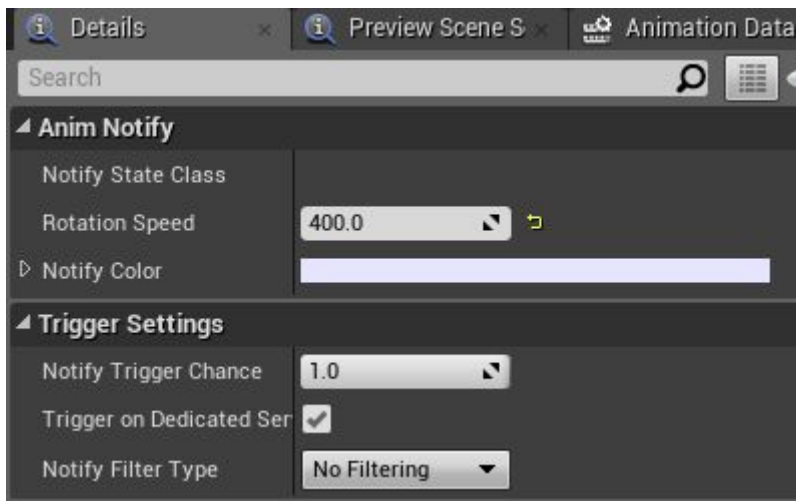 Details
Preview Scene S
Animation Data
Search
Anim Notify
Notify State Class
Rotation Speed 400.0
Notify Color
Trigger Settings
Notify Trigger Chance 1.0
Trigger on Dedicated Ser
Notify Filter Type No Filtering